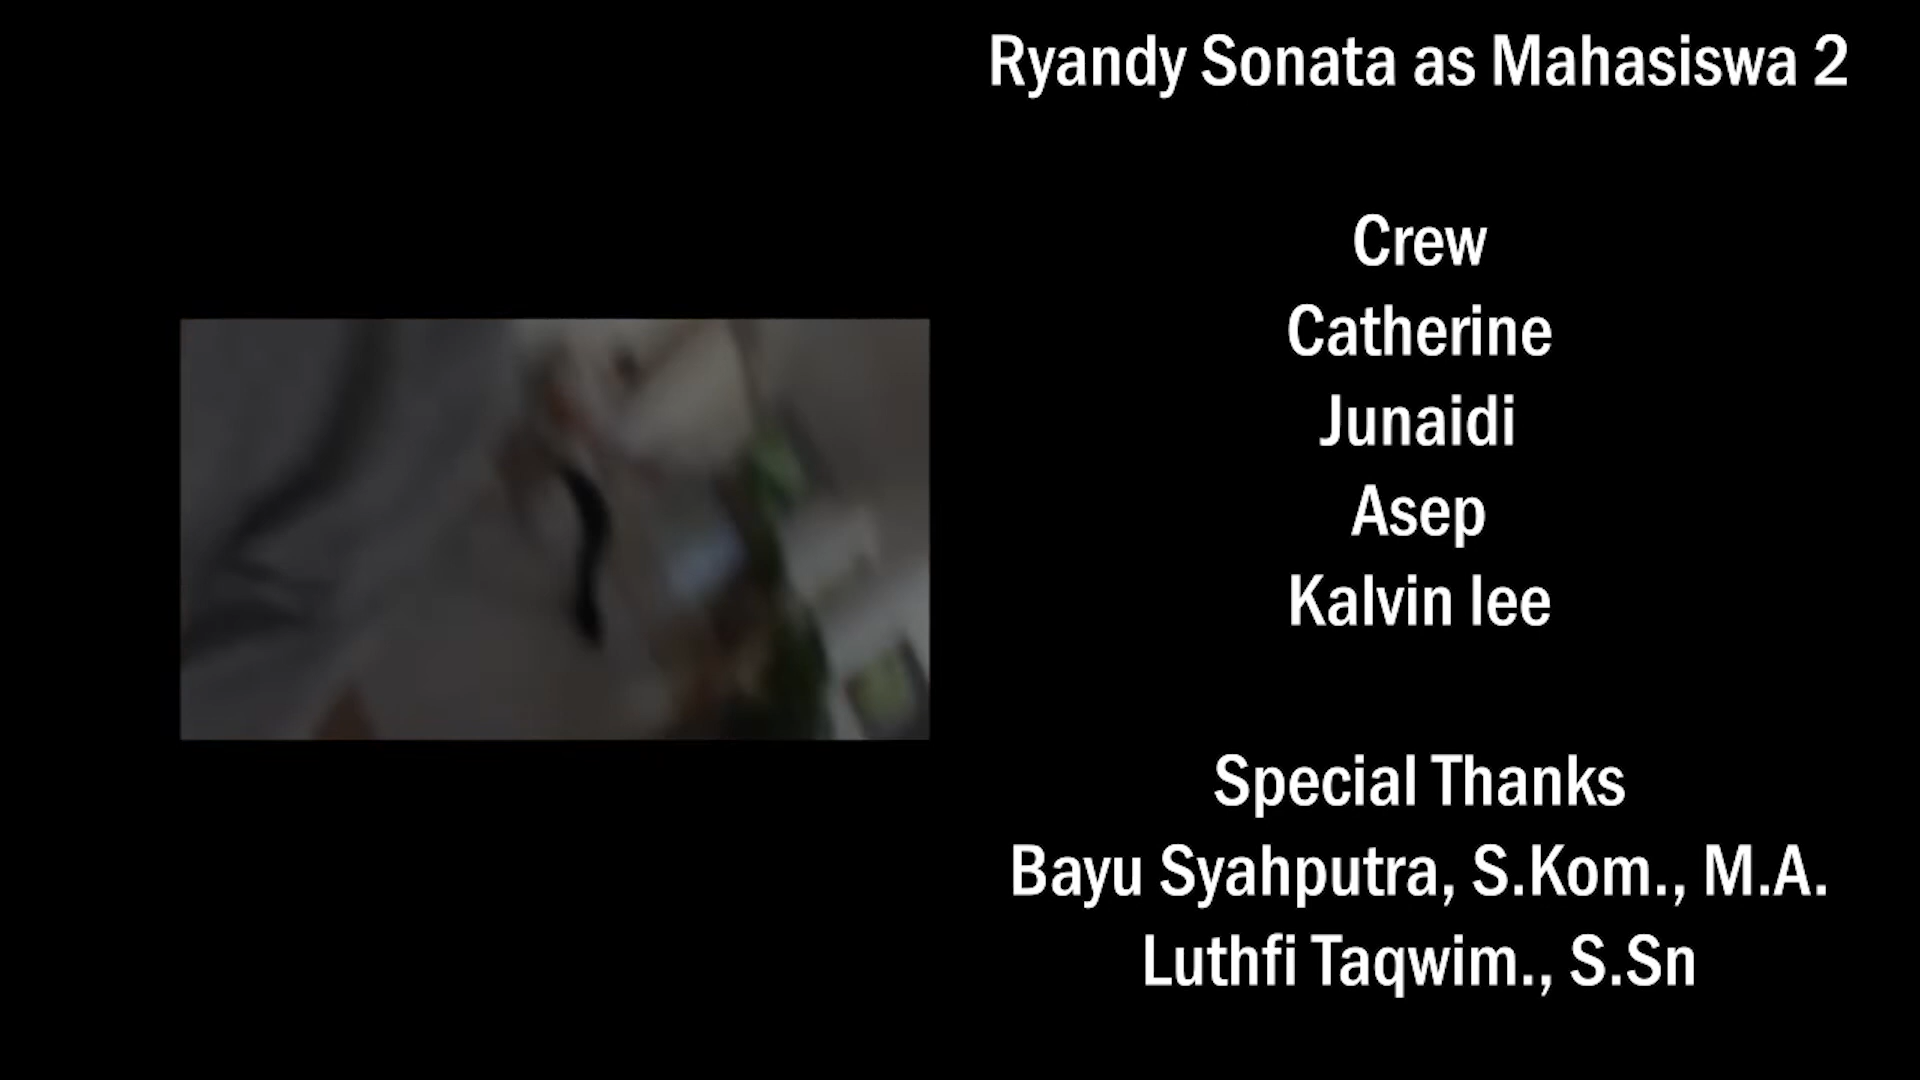 Ryandy Sonata as Mahasiswa 2
Crew
Catherine
Junaidi
Asep
Kalvin lee
Special Thanks
Bayu Syahputra, S.Kom., M.A.
Luthfi Taqwim., S.Sn